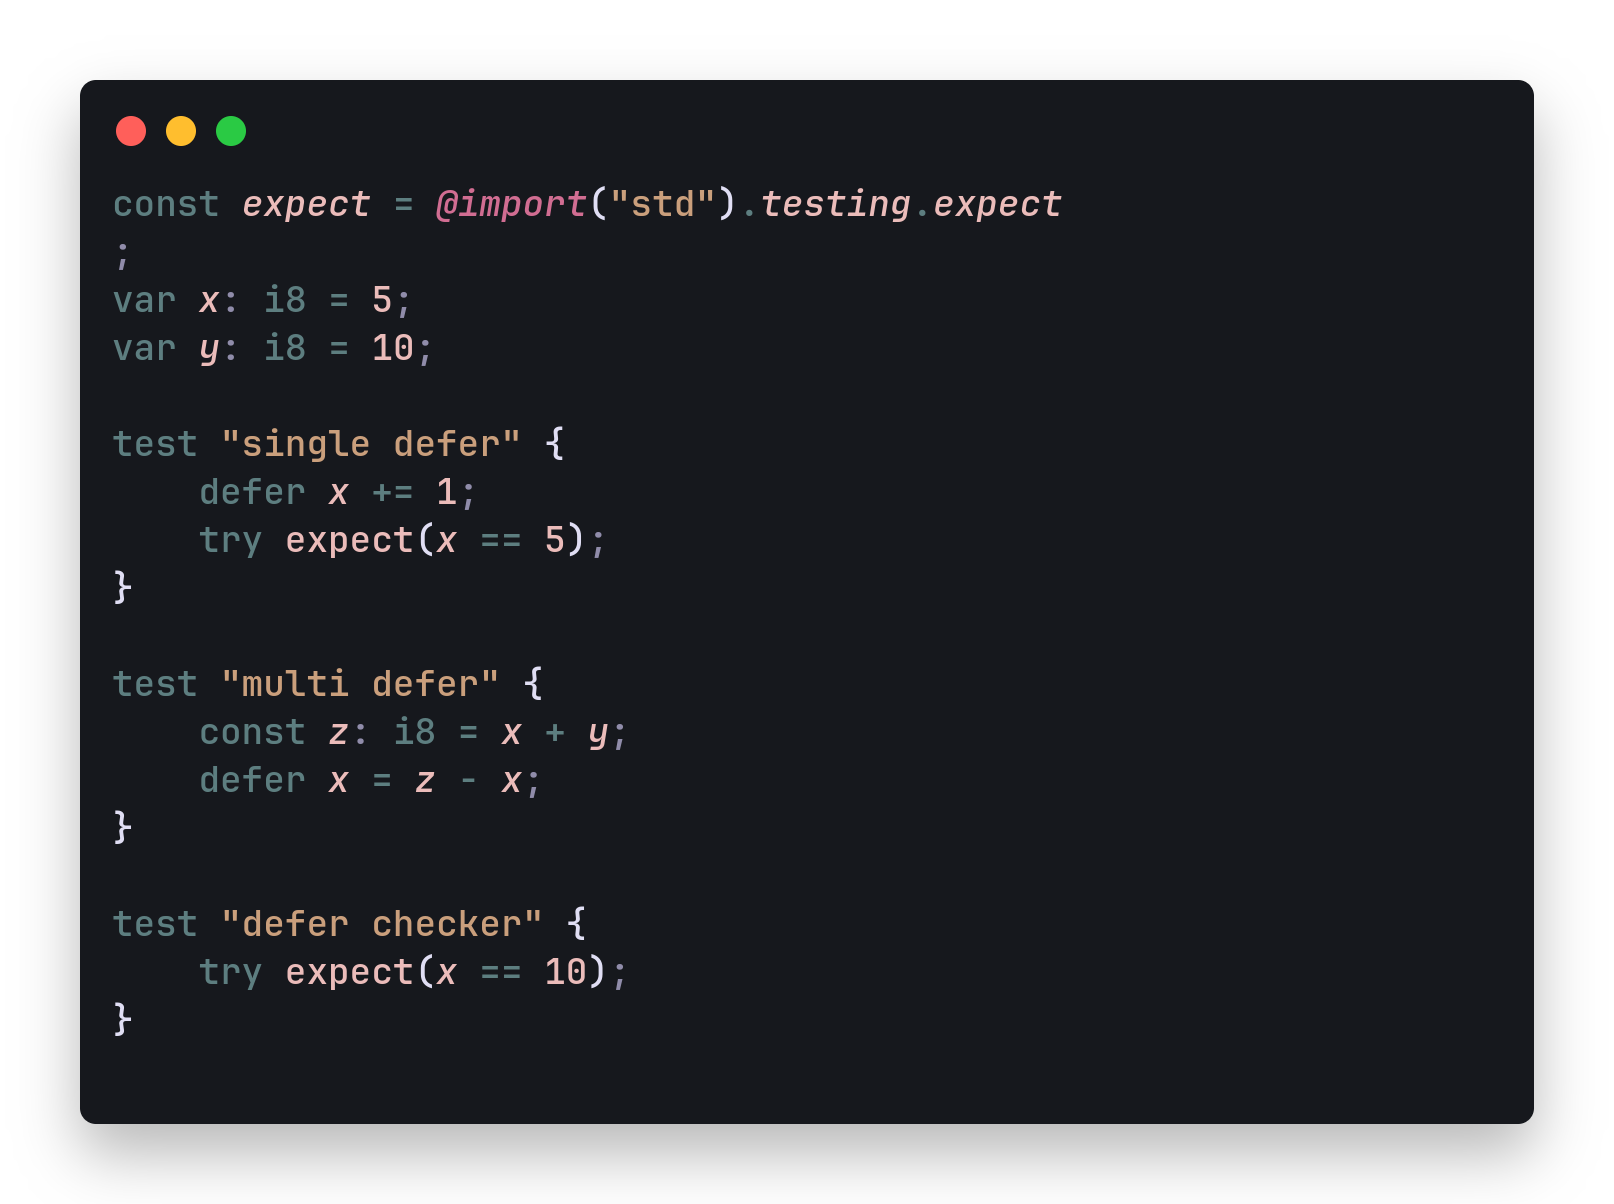 const expect = @import("std").testing.expect
;
var x: i8 = 5;
var y: i8 = 10;

test "single defer" {
    defer x += 1;
    try expect(x == 5);
}

test "multi defer" {
    const z: i8 = x + y;
    defer x = z - x;
}

test "defer checker" {
    try expect(x == 10);
}